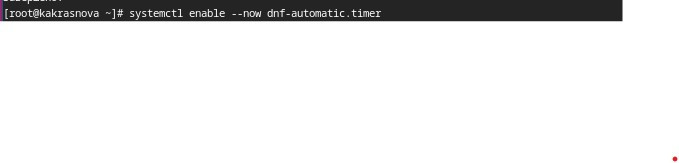 [root@kakrasnova ~]# systemctl enable --now dnf-automatic.timer